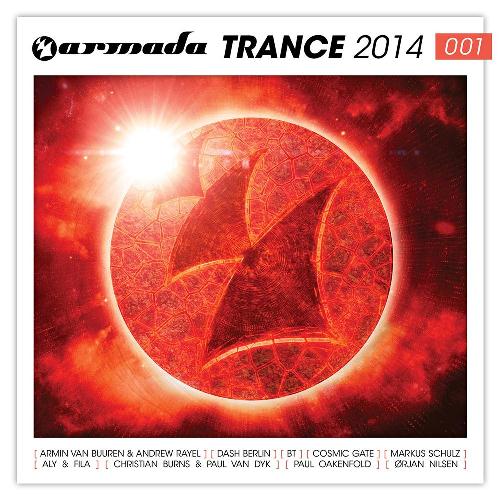 armada TRANCE 2014 001
[ ARMIN VAN BUUREN & ANDREW RAYEL ] [ DASH BERLIN ] [ BT ] [ COSMIC GATE ] [ MARKUS SCHULZ ]
[ ALY & FILA ] [ CHRISTIAN BURNS & PAUL VAN DYK ] [ PAUL OAKENFOLD ] [ ØRJAN NILSEN ]